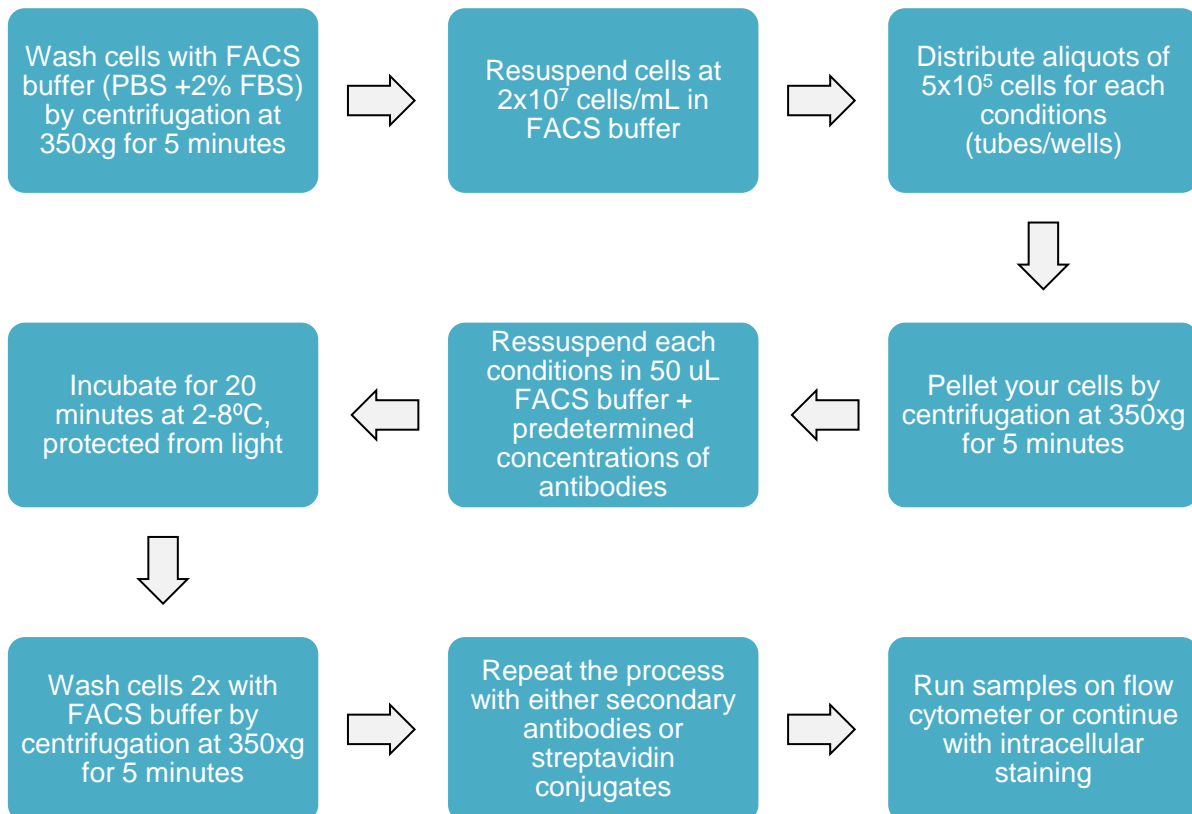 Wash cells with FACS
buffer (PBS +2% FBS)
by centrifugation at
350xg for 5 minutes
Resuspend cells at
2x10⁷ cells/mL in
FACS buffer
Distribute aliquots of
5x10⁵ cells for each
conditions
(tubes/wells)
Pellet your cells by
centrifugation at 350xg
for 5 minutes
Ressuspend each
conditions in 50 uL
FACS buffer +
predetermined
concentrations of
antibodies
Incubate for 20
minutes at 2-8ºC,
protected from light
Wash cells 2x with
FACS buffer by
centrifugation at 350xg
for 5 minutes
Repeat the process
with either secondary
antibodies or
streptavidin
conjugates
Run samples on flow
cytometer or continue
with intracellular
staining